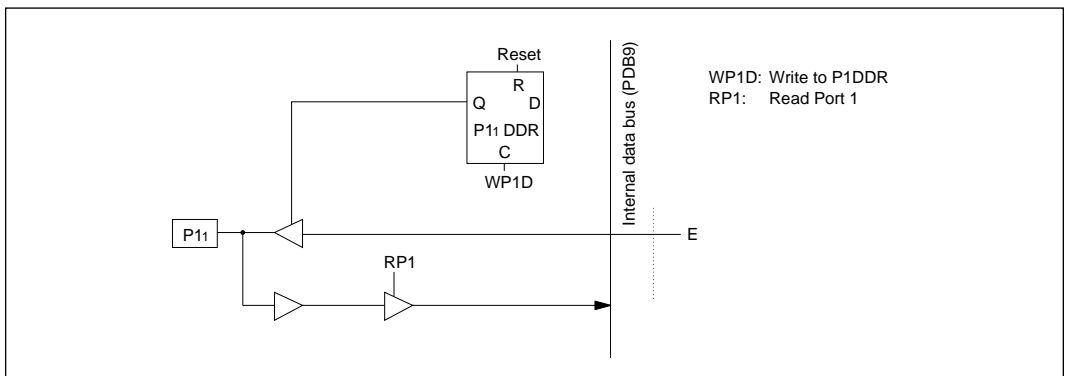 Reset
R
Q D
P11 DDR
C
WP1D
Internal data bus (PDB9)
WP1D: Write to P1DDR
RP1: Read Port 1
P11
E
RP1